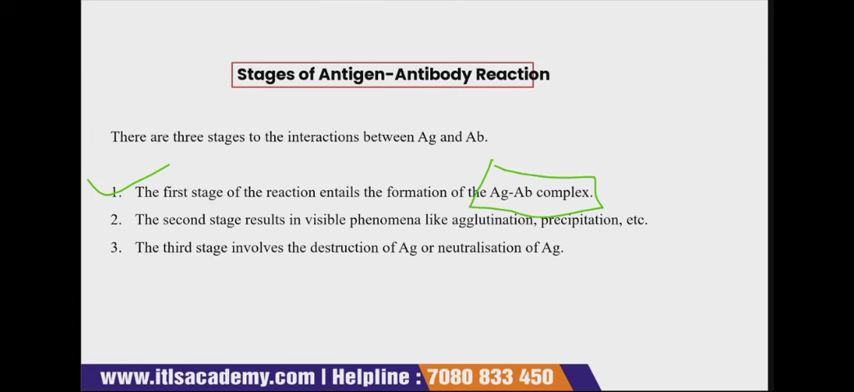 Stages of Antigen-Antibody Reaction
There are three stages to the interactions between Ag and Ab.
1. The first stage of the reaction entails the formation of the Ag-Ab complex.
2. The second stage results in visible phenomena like agglutination, precipitation, etc.
3. The third stage involves the destruction of Ag or neutralisation of Ag.
www.itlsacademy.com | Helpline : 7080 833 450